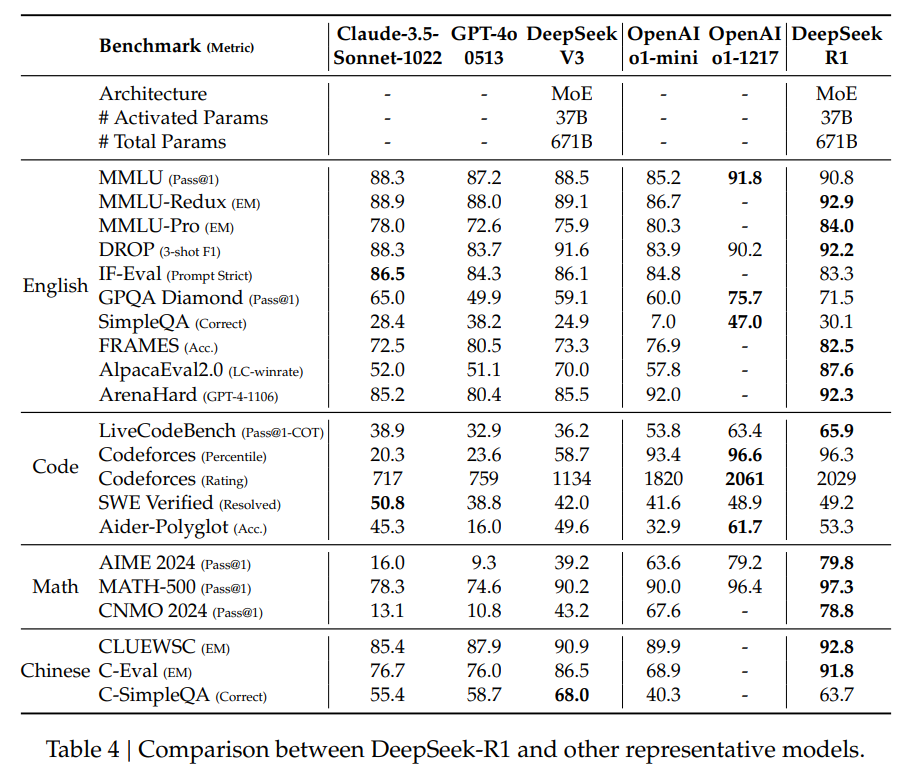 Benchmark (Metric) Claude-3.5-Sonnet-1022 GPT-4o 0513 DeepSeek V3 OpenAI o1-mini OpenAI o1-1217 DeepSeek R1
Architecture - - MoE - - MoE
# Activated Params - - 37B - - 37B
# Total Params - - 671B - - 671B
English
MMLU (Pass@1) 88.3 87.2 88.5 85.2 91.8 90.8
MMLU-Redux (EM) 88.9 88.0 89.1 86.7 - 92.9
MMLU-Pro (EM) 78.0 72.6 75.9 80.3 - 84.0
DROP (3-shot F1) 88.3 83.7 91.6 83.9 90.2 92.2
IF-Eval (Prompt Strict) 86.5 84.3 86.1 84.8 - 83.3
GPQA Diamond (Pass@1) 65.0 49.9 59.1 60.0 75.7 71.5
SimpleQA (Correct) 28.4 38.2 24.9 7.0 47.0 30.1
FRAMES (Acc.) 72.5 80.5 73.3 76.9 - 82.5
AlpacaEval2.0 (LC-winrate) 52.0 51.1 70.0 57.8 - 87.6
ArenaHard (GPT-4-1106) 85.2 80.4 85.5 92.0 - 92.3
Code
LiveCodeBench (Pass@1-COT) 38.9 32.9 36.2 53.8 63.4 65.9
Codeforces (Percentile) 20.3 23.6 58.7 93.4 96.6 96.3
Codeforces (Rating) 717 759 1134 1820 2061 2029
SWE Verified (Resolved) 50.8 38.8 42.0 41.6 48.9 49.2
Aider-Polyglot (Acc.) 45.3 16.0 49.6 32.9 61.7 53.3
Math
AIME 2024 (Pass@1) 16.0 9.3 39.2 63.6 79.2 79.8
MATH-500 (Pass@1) 78.3 74.6 90.2 90.0 96.4 97.3
CNMO 2024 (Pass@1) 13.1 10.8 43.2 67.6 - 78.8
Chinese
CLUEWSC (EM) 85.4 87.9 90.9 89.9 - 92.8
C-Eval (EM) 76.7 76.0 86.5 68.9 - 91.8
C-SimpleQA (Correct) 55.4 58.7 68.0 40.3 - 63.7
Table 4 | Comparison between DeepSeek-R1 and other representative models.